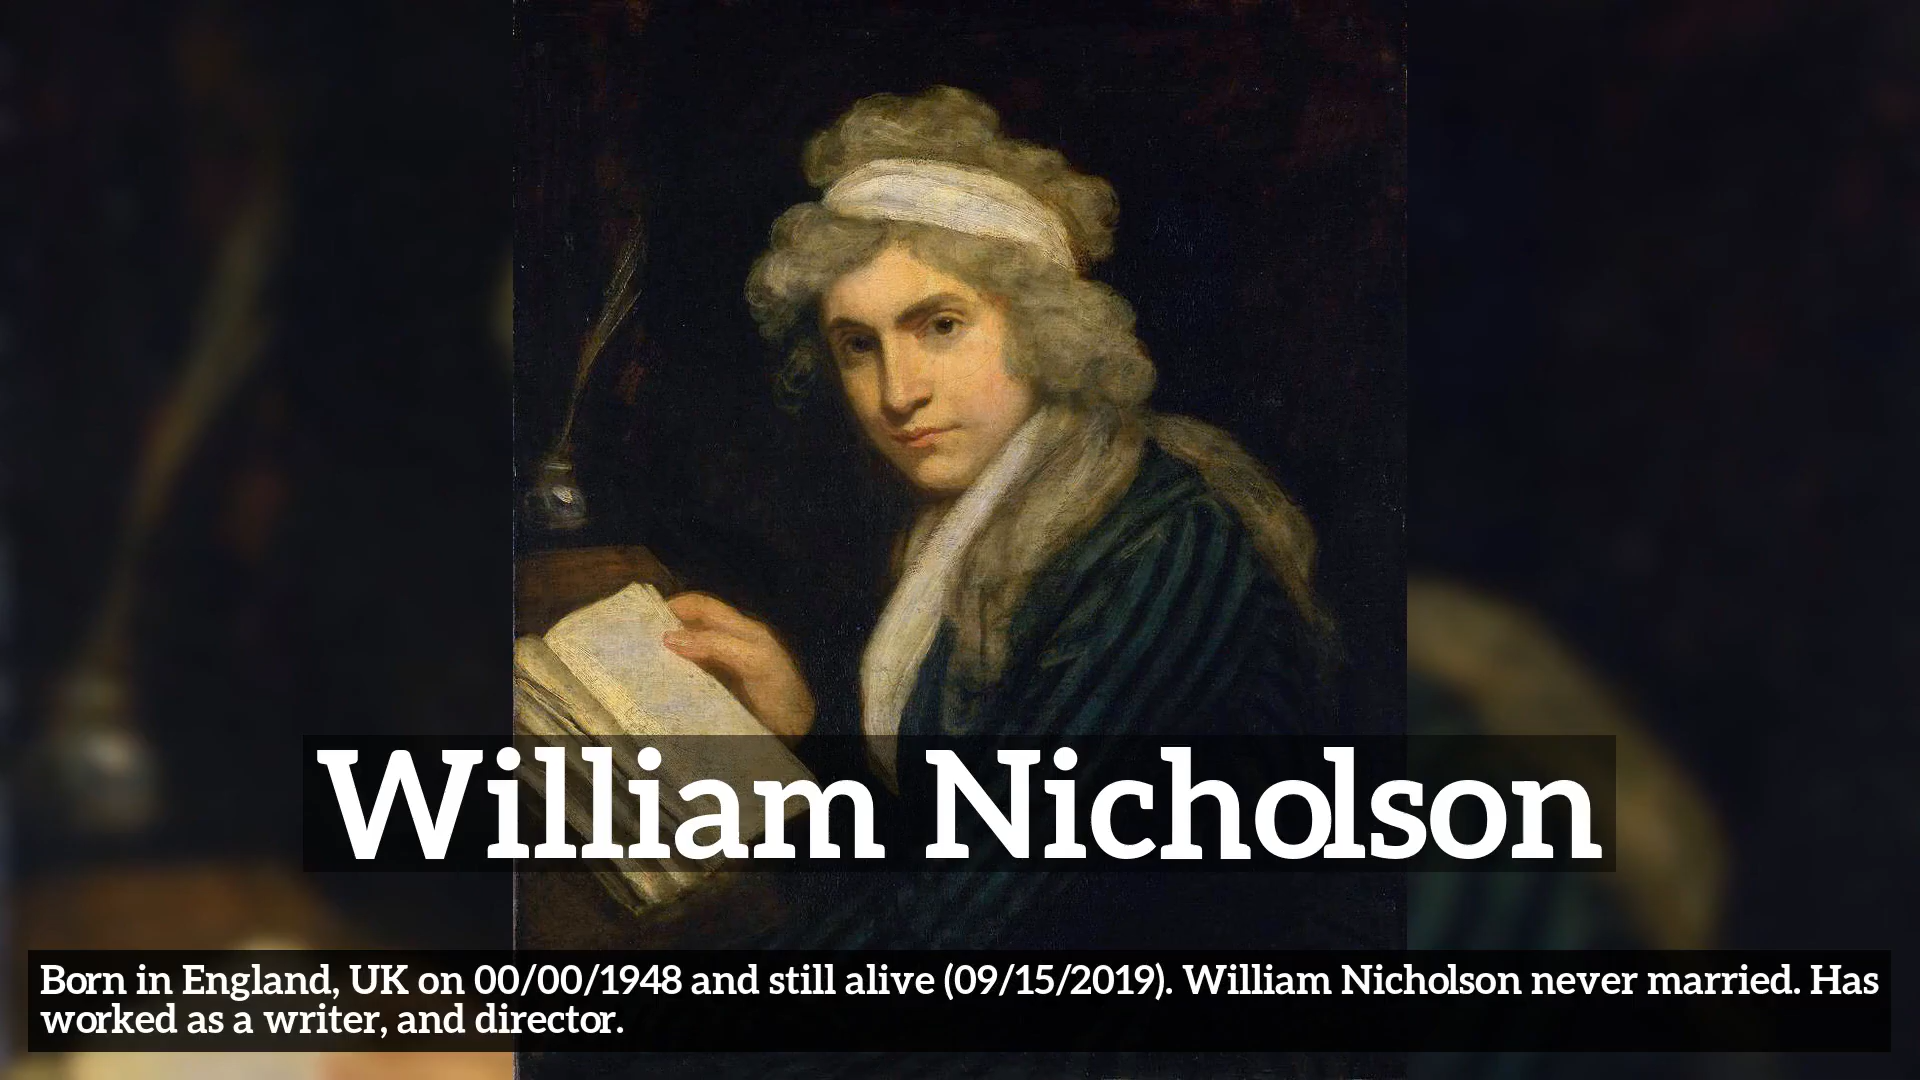 William Nicholson
Born in England, UK on 00/00/1948 and still alive (09/15/2019). William Nicholson never married. Has
worked as a writer, and director.